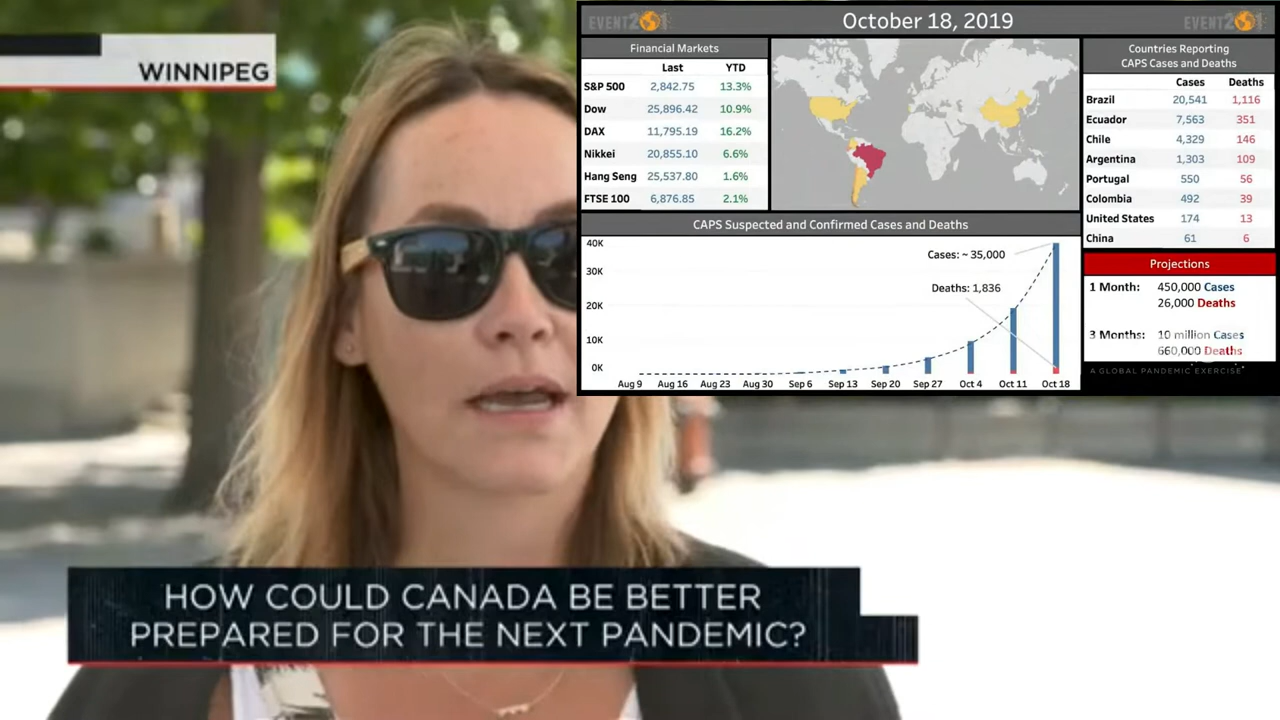 WINNIPEG
EVENT201
October 18, 2019
EVENT201
Financial Markets
Last YTD
S&P 500 2,842.75 13.3%
Dow 25,896.42 10.9%
DAX 11,795.19 16.2%
Nikkei 20,855.10 6.6%
Hang Seng 25,537.80 1.6%
FTSE 100 6,876.85 2.1%
Countries Reporting
CAPS Cases and Deaths
Cases Deaths
Brazil 20,541 1,116
Ecuador 7,563 351
Chile 4,329 146
Argentina 1,303 109
Portugal 550 56
Colombia 492 39
United States 174 13
China 61 6
CAPS Suspected and Confirmed Cases and Deaths
40K
30K
20K
10K
0K
Cases: ~ 35,000
Deaths: 1,836
Aug 9 Aug 16 Aug 23 Aug 30 Sep 6 Sep 13 Sep 20 Sep 27 Oct 4 Oct 11 Oct 18
Projections
1 Month: 450,000 Cases
26,000 Deaths
3 Months: 10 million Cases
660,000 Deaths
A GLOBAL PANDEMIC EXERCISE
HOW COULD CANADA BE BETTER
PREPARED FOR THE NEXT PANDEMIC?